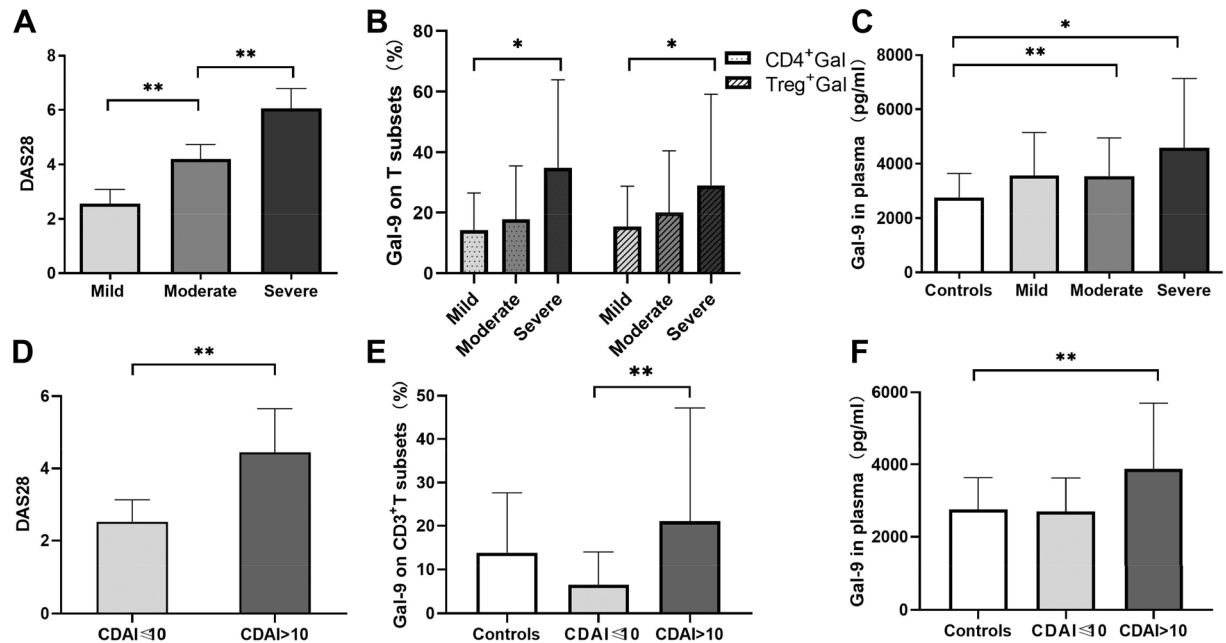 A
DAS28
8
6
4
2
0
**
**
Mild Moderate Severe
B
Gal-9 on T subsets (%)
80
60
40
20
0
*
*
CD4+Gal
Treg+Gal
Mild
Moderate
Severe
Mild
Moderate
Severe
C
Gal-9 in plasma (pg/ml)
8000
6000
4000
2000
0
*
**
Controls Mild Moderate Severe
D
DAS28
6
4
2
0
**
CDAI≤10 CDAI>10
E
Gal-9 on CD3+T subsets (%)
50
40
30
20
10
0
**
Controls CDAI≤10 CDAI>10
F
Gal-9 in plasma (pg/ml)
6000
4000
2000
0
**
Controls CDAI≤10 CDAI>10